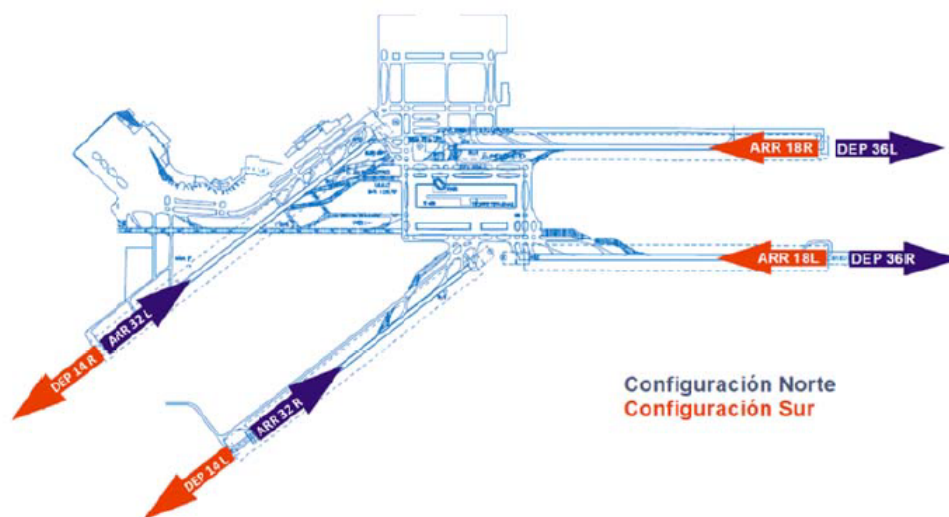 ARR 18R
DEP 36L
ARR 18L
DEP 36R
ARR 32 L
DEP 14 R
ARR 32 R
DEP 14 L
Configuración Norte
Configuración Sur